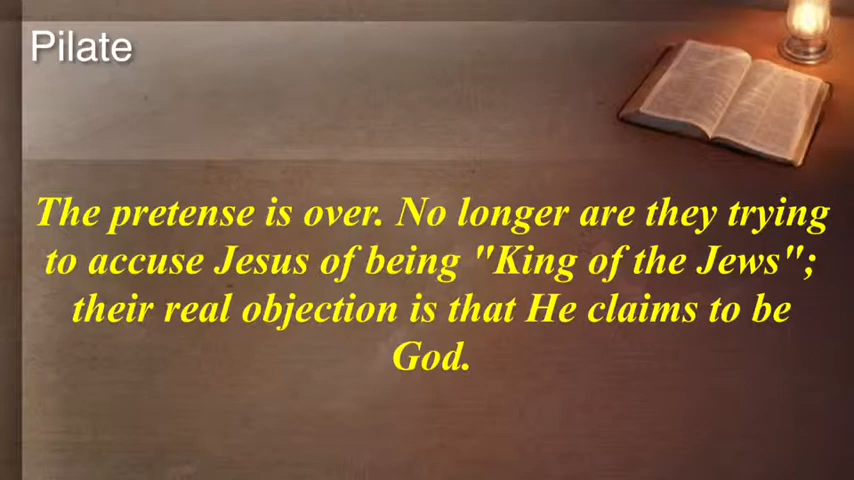 Pilate
The pretense is over. No longer are they trying
to accuse Jesus of being "King of the Jews";
their real objection is that He claims to be
God.